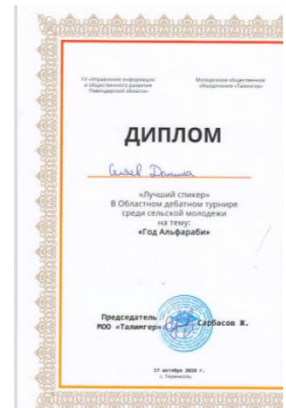 ГУ «Управление информации
и общественного развития
Павлодарской области»
Молодежное общественное
объединение «Талимгер»
ДИПЛОМ
Данила
«Лучший спикер»
В Областном дебатном турнире
среди сельской молодежи
на тему:
«Год Альфараби»
Председатель
МОО «Талимгер» Сарбасов Ж.
17 октября 2020 г.
с. Теренколь